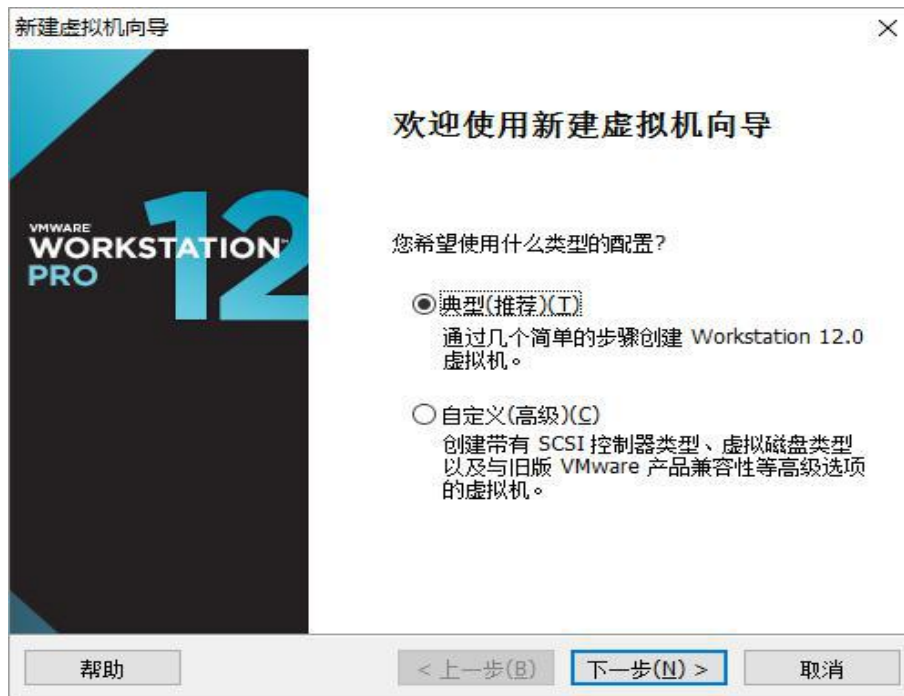 新建虚拟机向导
VMWARE
WORKSTATION™
PRO
12
欢迎使用新建虚拟机向导
您希望使用什么类型的配置?
典型(推荐)(T)
通过几个简单的步骤创建 Workstation 12.0
虚拟机。
自定义(高级)(C)
创建带有 SCSI 控制器类型、虚拟磁盘类型
以及与旧版 VMware 产品兼容性等高级选项
的虚拟机。
帮助
< 上一步(B)
下一步(N) >
取消